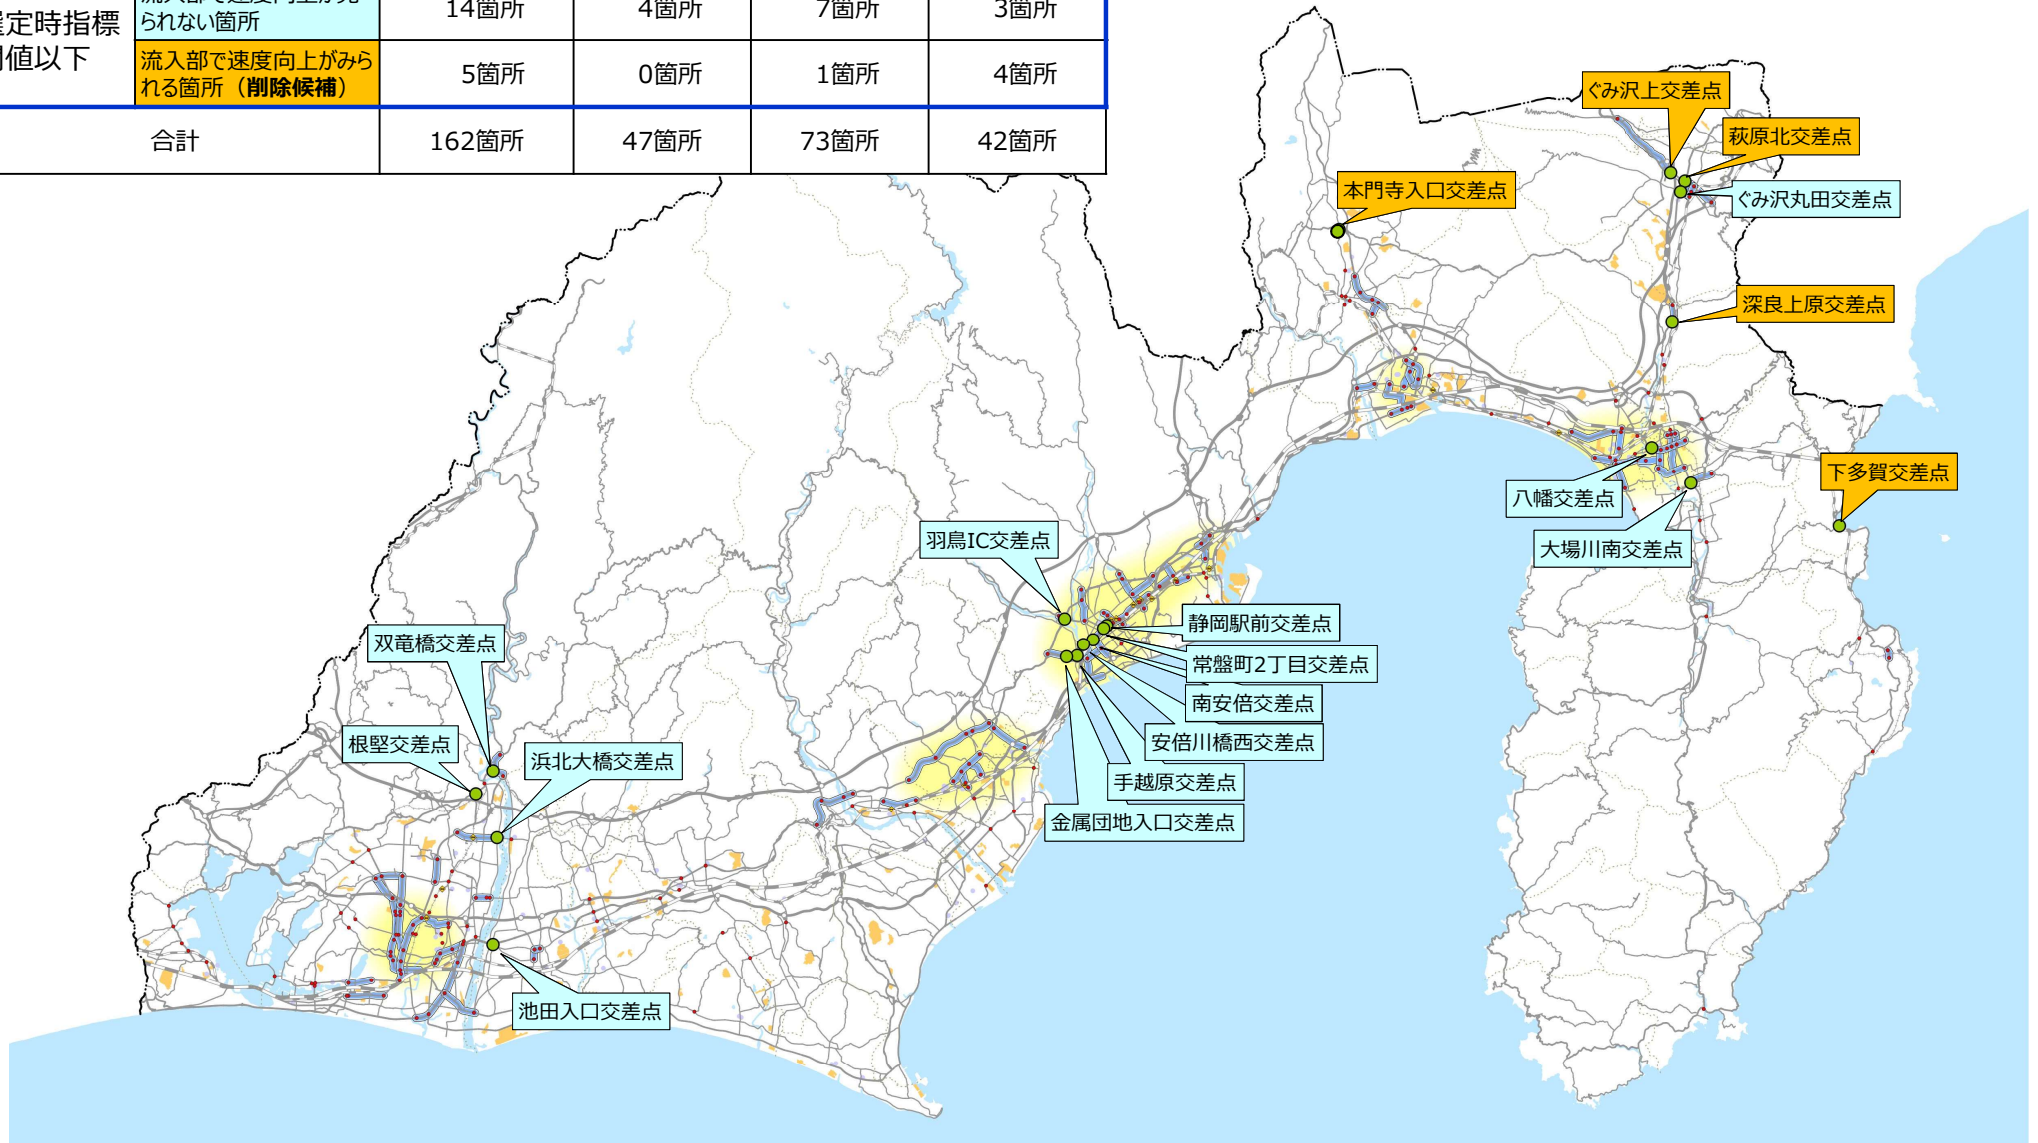 られない箇所
14箇所
4箇所
7箇所
3箇所
定時指標
値以下
流入部で速度向上がみら
れる箇所（削除候補）
5箇所
0箇所
1箇所
4箇所
合計
162箇所
47箇所
73箇所
42箇所
ぐみ沢上交差点
萩原北交差点
本門寺入口交差点
ぐみ沢丸田交差点
深良上原交差点
下多賀交差点
八幡交差点
大場川南交差点
羽鳥IC交差点
静岡駅前交差点
常盤町2丁目交差点
南安倍交差点
安倍川橋西交差点
手越原交差点
金属団地入口交差点
双竜橋交差点
根堅交差点
浜北大橋交差点
池田入口交差点